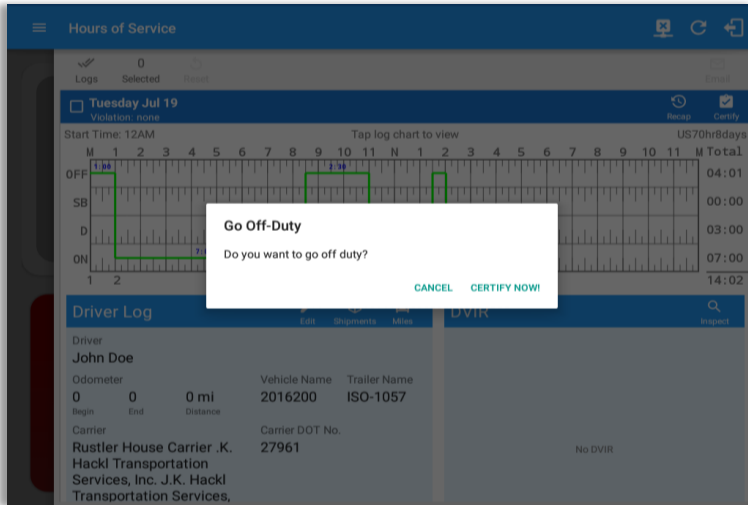 Hours of Service
Logs
0
Selected
Reset
Email
Tuesday Jul 19
Violation: none
Recap
Certify
Start Time: 12AM
Tap log chart to view
US70hr8days
M 1 2 3 4 5 6 7 8 9 10 11 N 1 2 3 4 5 6 7 8 9 10 11 M Total
1:00
2:30
OFF 04:01
SB 00:00
D 03:00
ON 07:00
1 2
14:02
Go Off-Duty
Do you want to go off duty?
CANCEL CERTIFY NOW!
Driver Log
Edit Shipments Miles
DVIR
Inspect
Driver
John Doe
Odometer
0 0 0 mi
Begin End Distance
Vehicle Name Trailer Name
2016200 ISO-1057
Carrier
Rustler House Carrier .K.
Hackl Transportation
Services, Inc. J.K. Hackl
Transportation Services,
Carrier DOT No.
27961
No DVIR